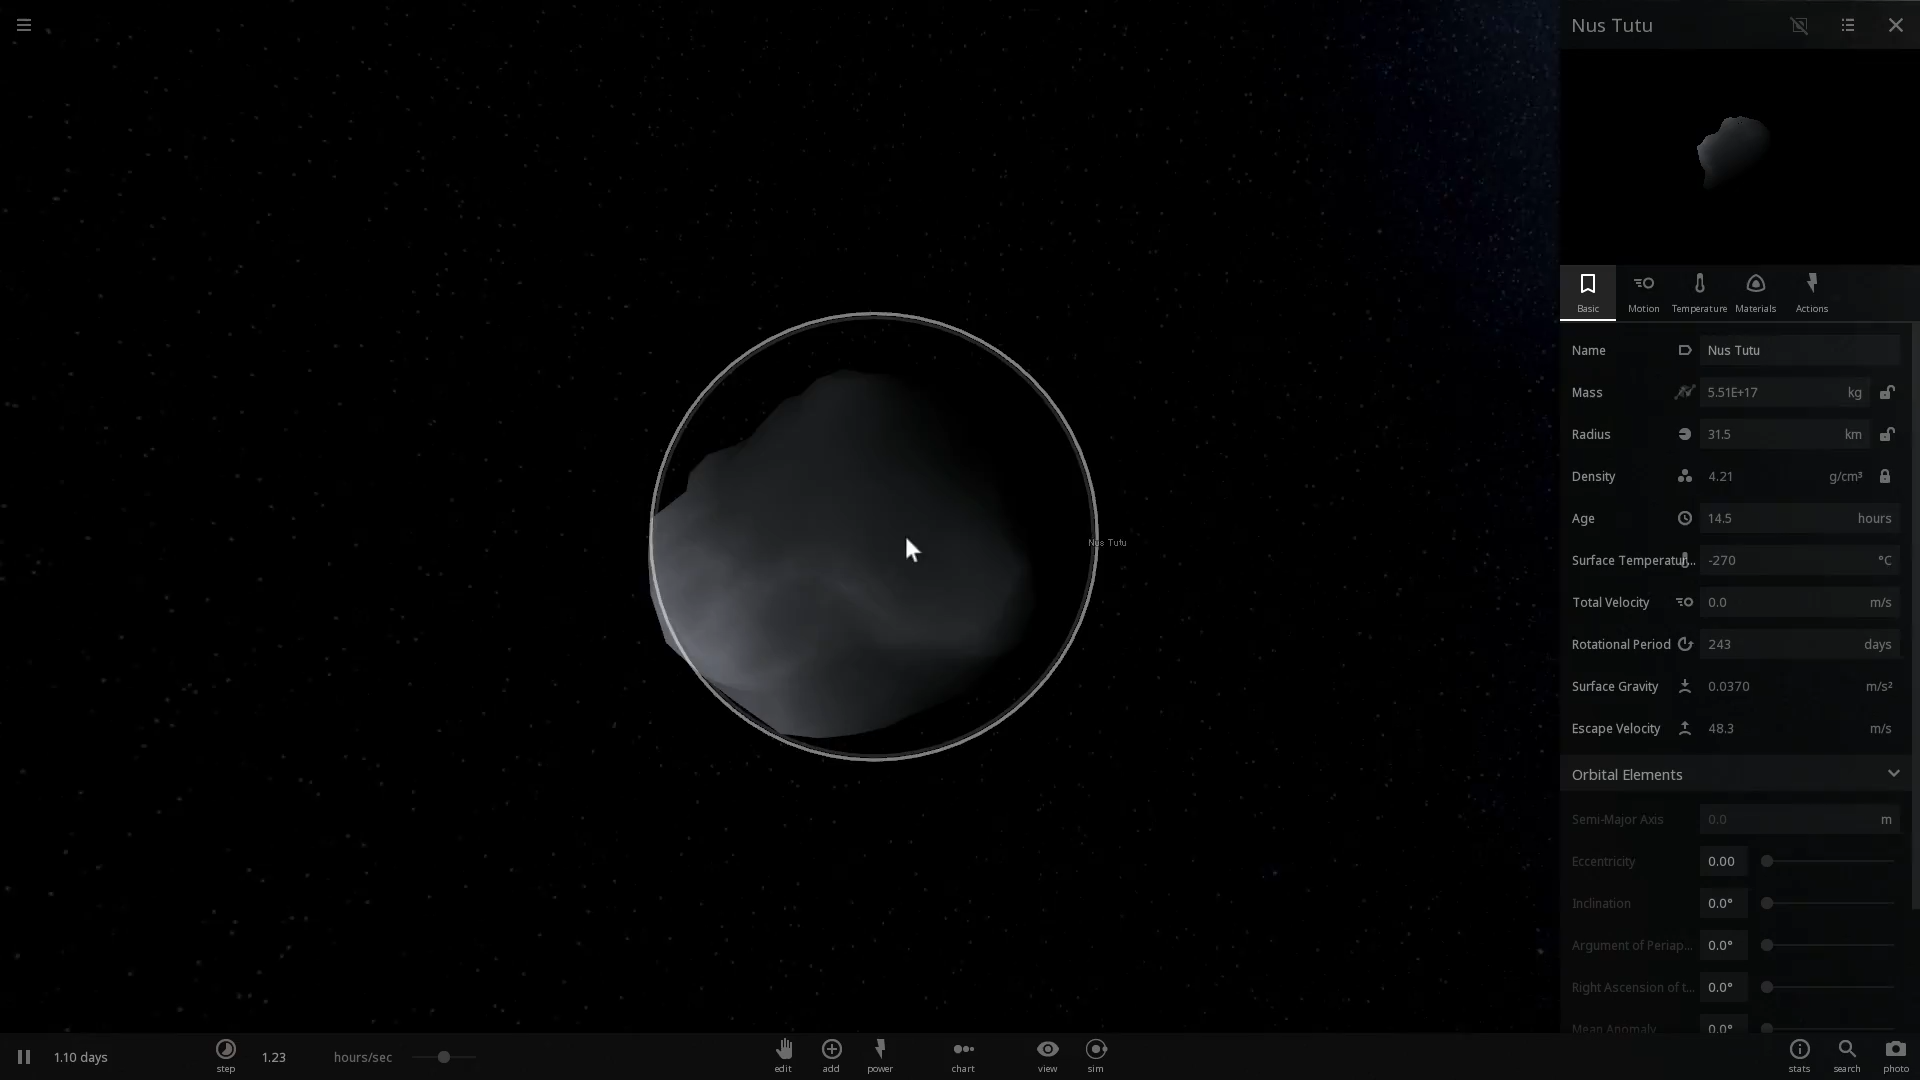 Nus Tutu
Basic
Motion
Temperature
Materials
Actions
Name Nus Tutu
Mass 5.51E+17 kg
Radius 31.5 km
Density 4.21 g/cm³
Age 14.5 hours
Surface Temperatur... -270 °C
Total Velocity 0.0 m/s
Rotational Period 243 days
Surface Gravity 0.0370 m/s²
Escape Velocity 48.3 m/s
Orbital Elements
Semi-Major Axis 0.0 m
Eccentricity 0.00
Inclination 0.0°
Argument of Periap... 0.0°
Right Ascension of t... 0.0°
Mean Anomaly 0.0°
Nus Tutu
1.10 days
step
1.23 hours/sec
edit
add
power
chart
view
sim
stats
search
photo